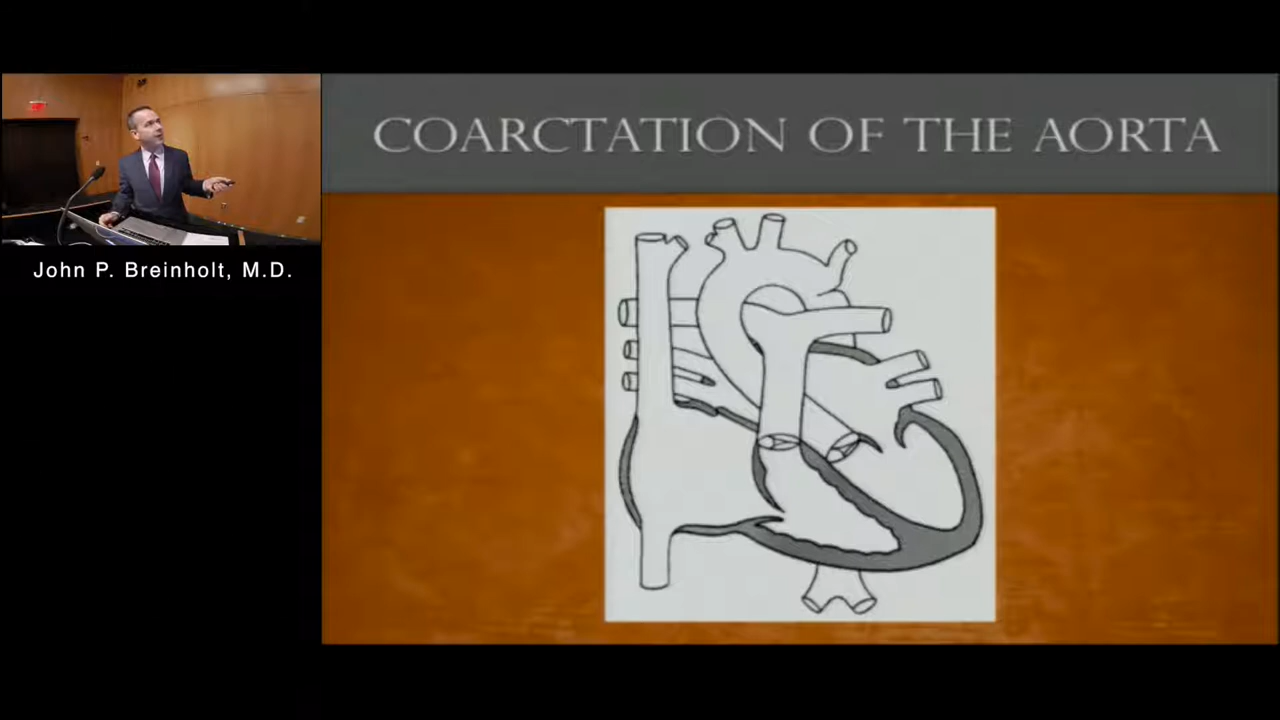 COARCTATION OF THE AORTA
John P. Breinholt, M.D.